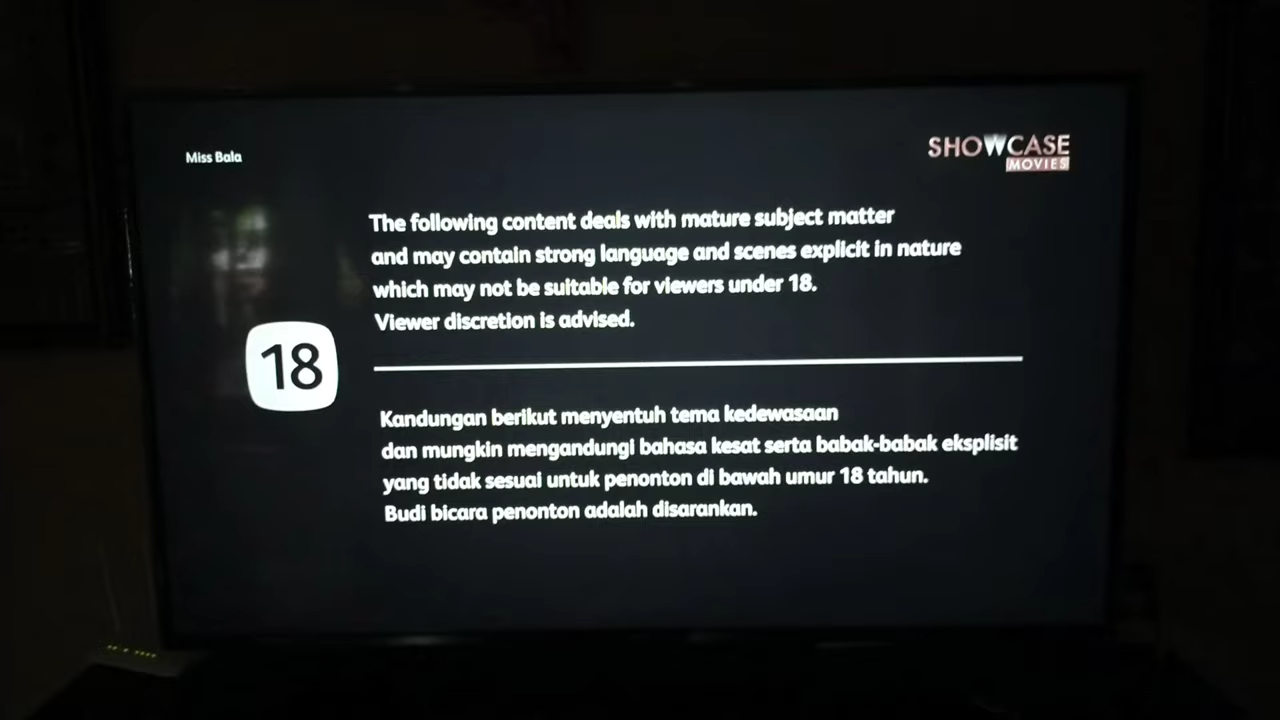 Miss Bala
SHOWCASE
MOVIES
The following content deals with mature subject matter
and may contain strong language and scenes explicit in nature
which may not be suitable for viewers under 18.
Viewer discretion is advised.
18
Kandungan berikut menyentuh tema kedewasaan
dan mungkin mengandungi bahasa kesat serta babak-babak eksplisit
yang tidak sesuai untuk penonton di bawah umur 18 tahun.
Budi bicara penonton adalah disarankan.